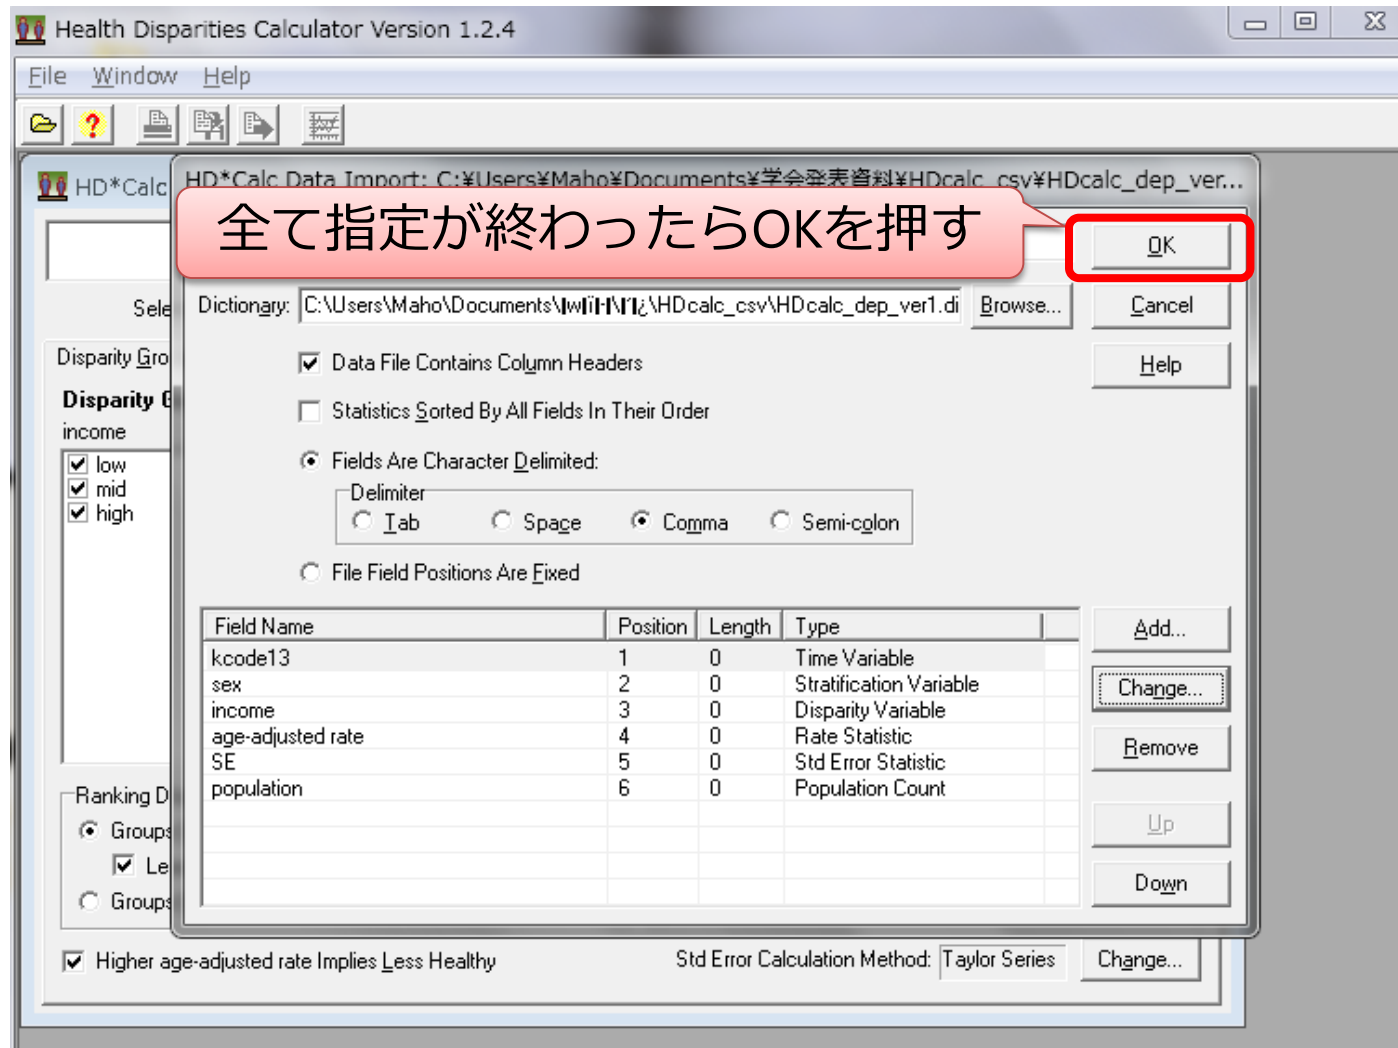 Health Disparities Calculator Version 1.2.4
File Window Help
HD*Calc
HD*Calc Data Import: C:¥Users¥Maho¥Documents¥学会発表資料¥HDcalc_csv¥HDcalc_dep_ver...
全て指定が終わったらOKを押す
OK
Sele
Dictionary: C:\Users\Maho\Documents\ \HDcalc_csv\HDcalc_dep_ver1.di Browse... Cancel
Disparity Gro
Data File Contains Column Headers
Help
Disparity G
Statistics Sorted By All Fields In Their Order
income
low
Fields Are Character Delimited:
mid
Delimiter
high
Tab Space Comma Semi-colon
File Field Positions Are Fixed
Field Name Position Length Type
Add...
kcode13 1 0 Time Variable
sex 2 0 Stratification Variable
Change...
income 3 0 Disparity Variable
age-adjusted rate 4 0 Rate Statistic
Remove
SE 5 0 Std Error Statistic
population 6 0 Population Count
Ranking D
Up
Groups
Le
Down
Groups
Higher age-adjusted rate Implies Less Healthy
Std Error Calculation Method: Taylor Series Change...